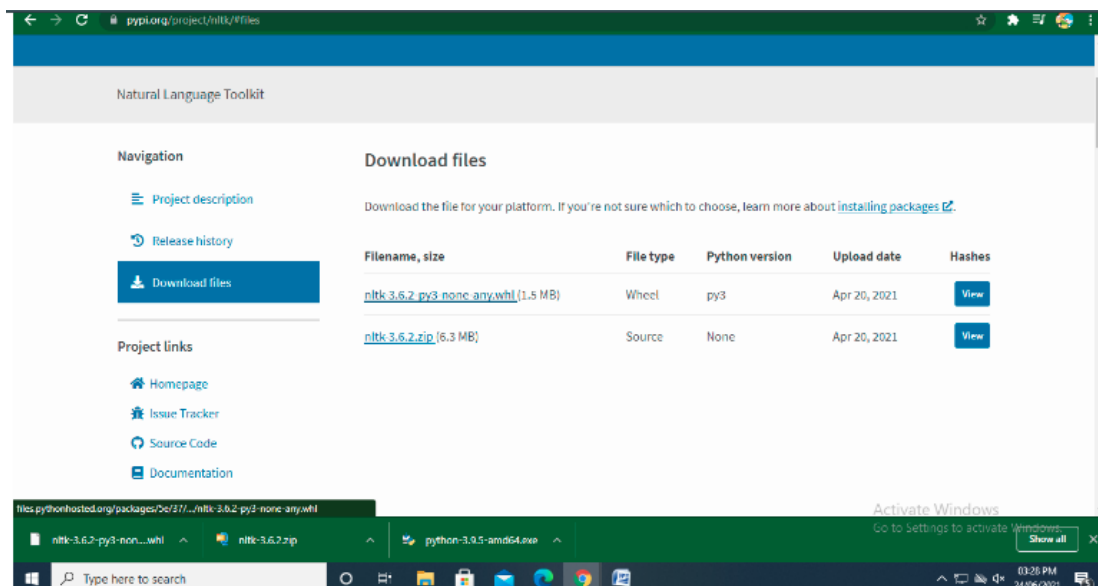 pypi.org/project/nltk/#files
Natural Language Toolkit
Navigation
Project description
Release history
Download files
Project links
Homepage
Issue Tracker
Source Code
Documentation
Download files
Download the file for your platform. If you're not sure which to choose, learn more about installing packages.
Filename, size File type Python version Upload date Hashes
nltk-3.6.2-py3-none-any.whl (1.5 MB) Wheel py3 Apr 20, 2021 View
nltk-3.6.2.zip (6.3 MB) Source None Apr 20, 2021 View
files.pythonhosted.org/packages/5e/37/.../nltk-3.6.2-py3-none-any.whl
Activate Windows
Go to Settings to activate Windows.
nltk-3.6.2-py3-non....whl nltk-3.6.2.zip python-3.9.5-amd64.exe Show all
Type here to search
03:28 PM
24/06/2021